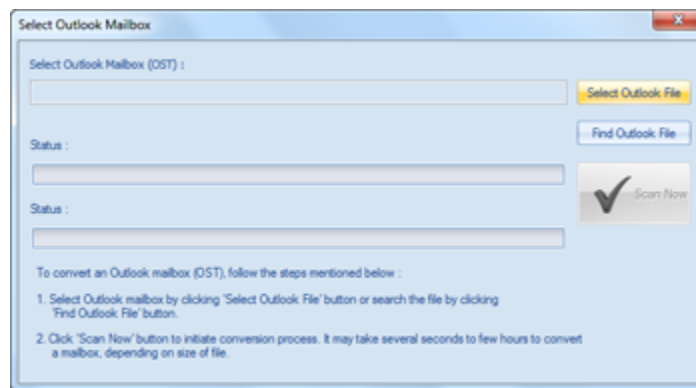 Select Outlook Mailbox
Select Outlook Mailbox (OST) :
Select Outlook File
Find Outlook File
Status :
Scan Now
Status :
To convert an Outlook mailbox (OST), follow the steps mentioned below :
1. Select Outlook mailbox by clicking 'Select Outlook File' button or search the file by clicking
'Find Outlook File' button.
2. Click 'Scan Now' button to initiate conversion process. It may take several seconds to few hours to convert
a mailbox, depending on size of file.